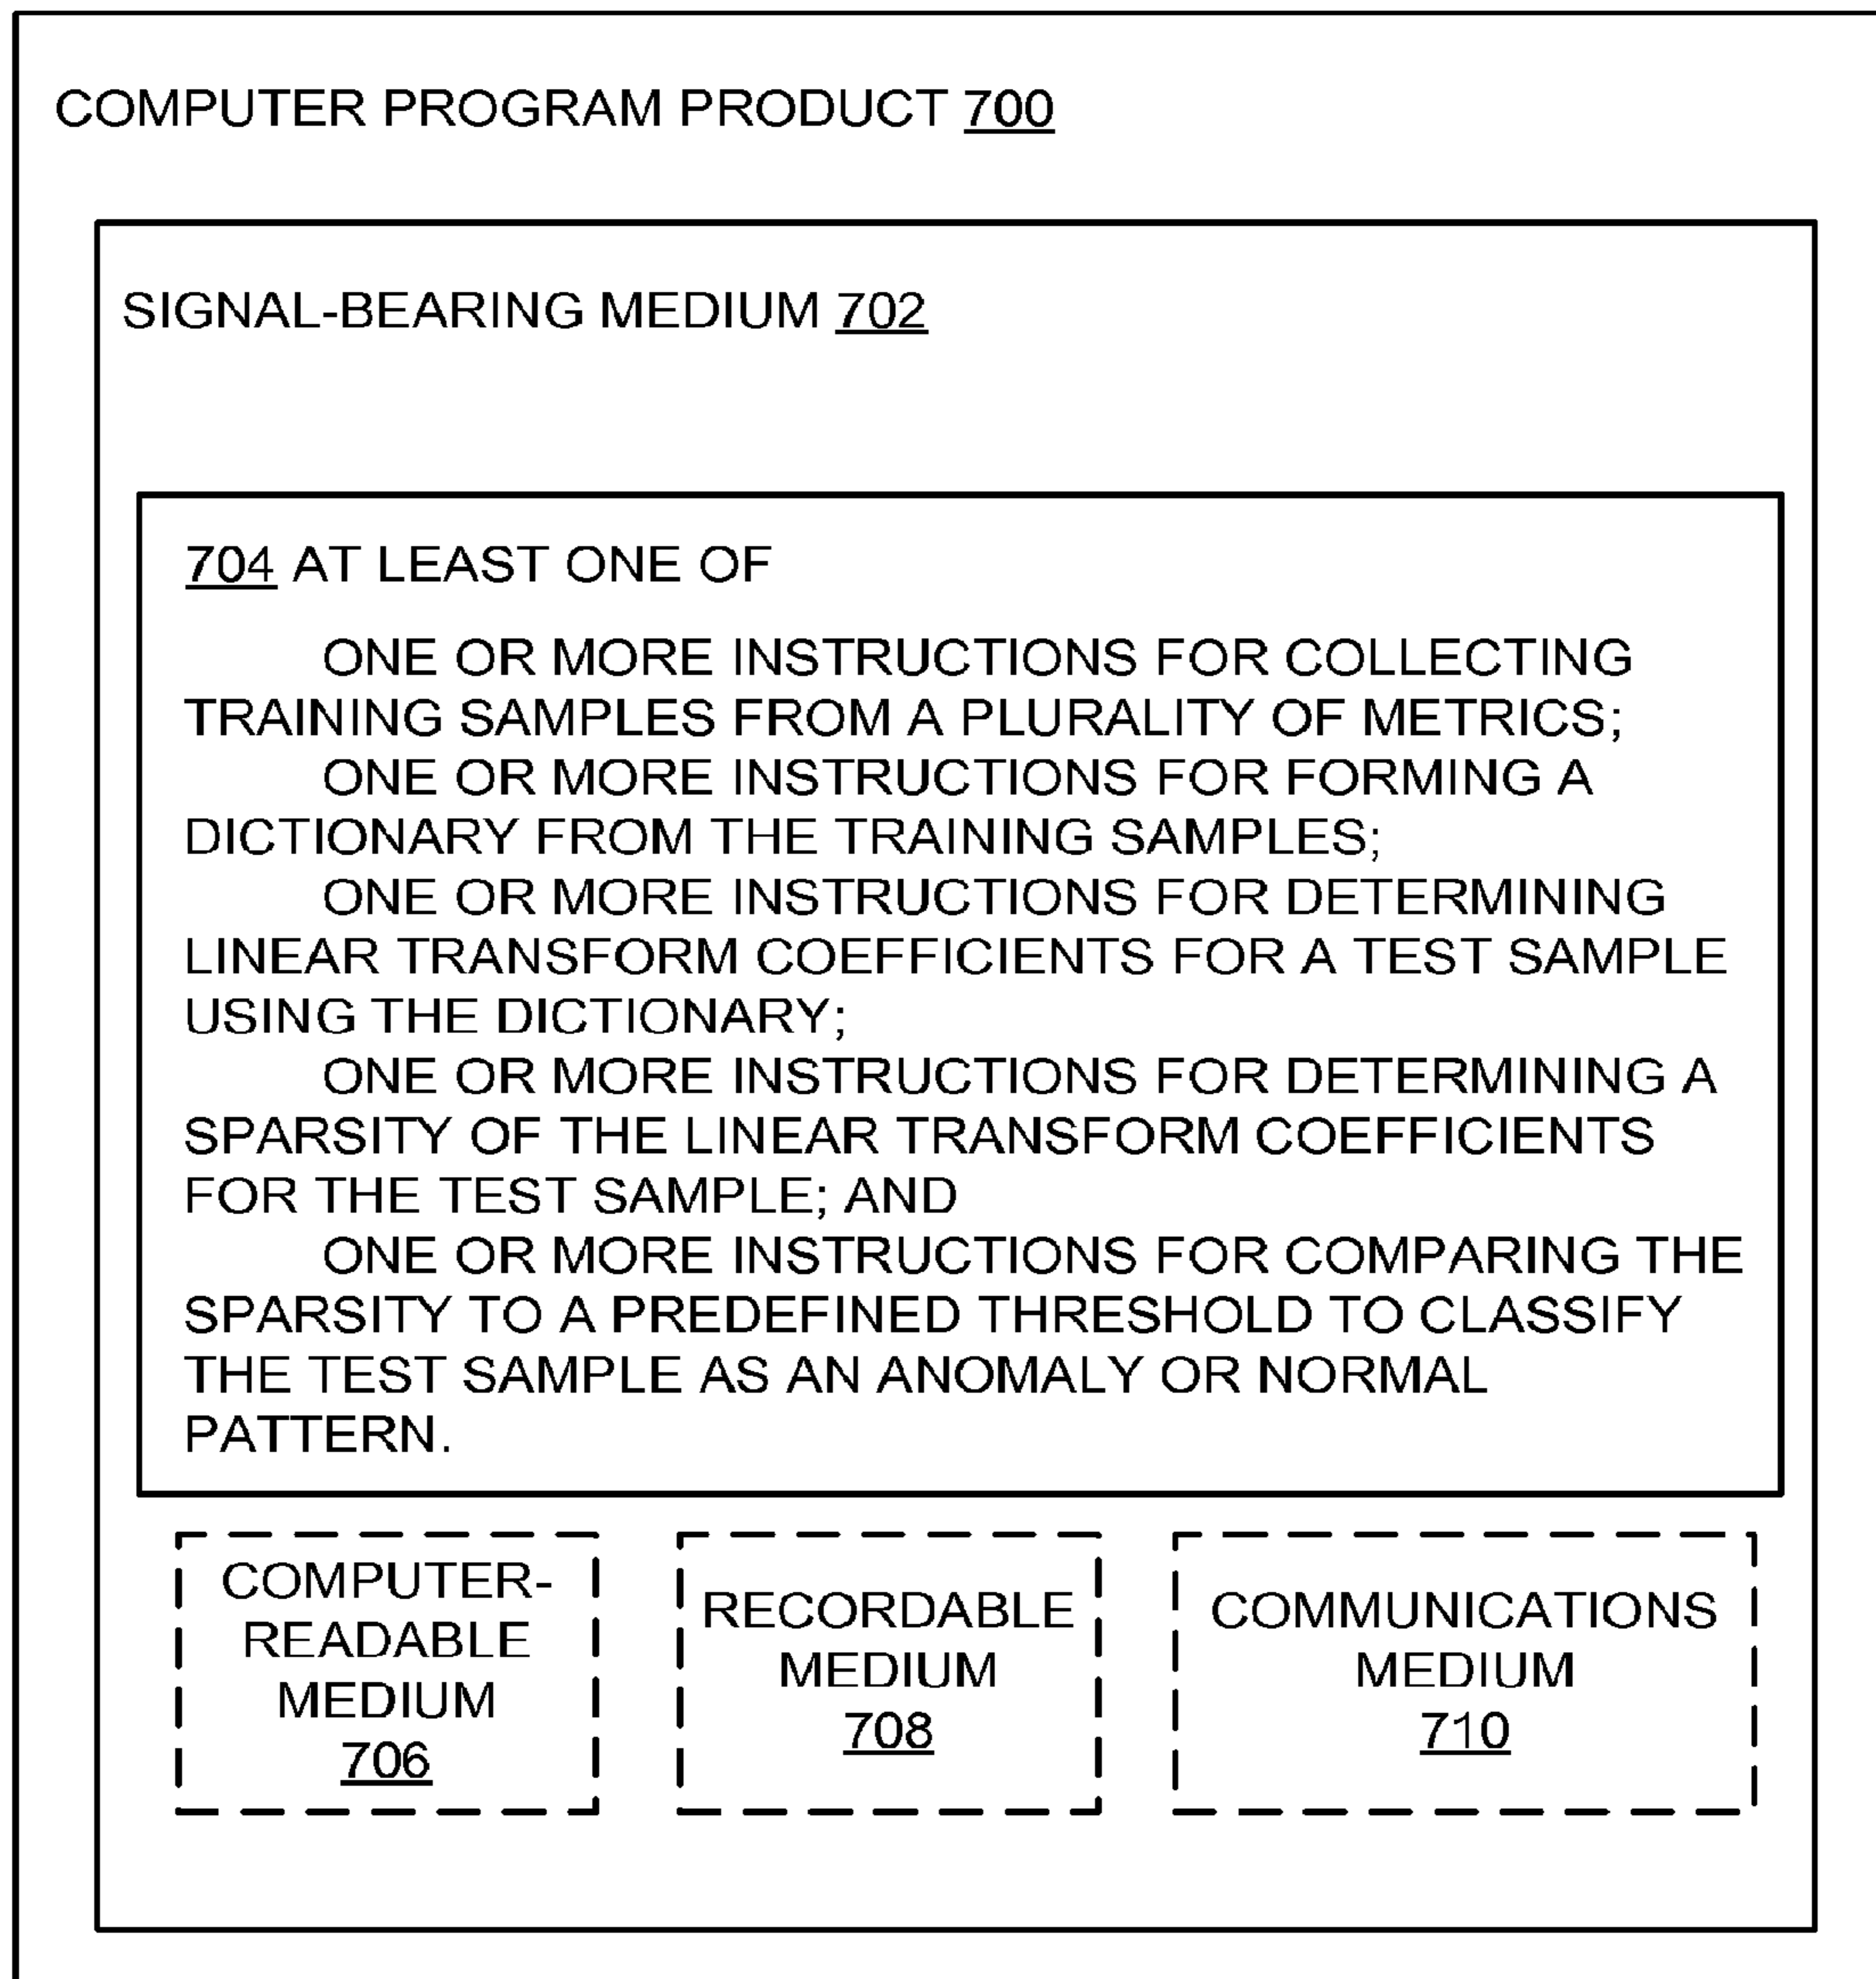 COMPUTER PROGRAM PRODUCT 700
SIGNAL-BEARING MEDIUM 702
704 AT LEAST ONE OF
ONE OR MORE INSTRUCTIONS FOR COLLECTING
TRAINING SAMPLES FROM A PLURALITY OF METRICS;
ONE OR MORE INSTRUCTIONS FOR FORMING A
DICTIONARY FROM THE TRAINING SAMPLES;
ONE OR MORE INSTRUCTIONS FOR DETERMINING
LINEAR TRANSFORM COEFFICIENTS FOR A TEST SAMPLE
USING THE DICTIONARY;
ONE OR MORE INSTRUCTIONS FOR DETERMINING A
SPARSITY OF THE LINEAR TRANSFORM COEFFICIENTS
FOR THE TEST SAMPLE; AND
ONE OR MORE INSTRUCTIONS FOR COMPARING THE
SPARSITY TO A PREDEFINED THRESHOLD TO CLASSIFY
THE TEST SAMPLE AS AN ANOMALY OR NORMAL
PATTERN.
COMPUTER-
READABLE
MEDIUM
706
RECORDABLE
MEDIUM
708
COMMUNICATIONS
MEDIUM
710